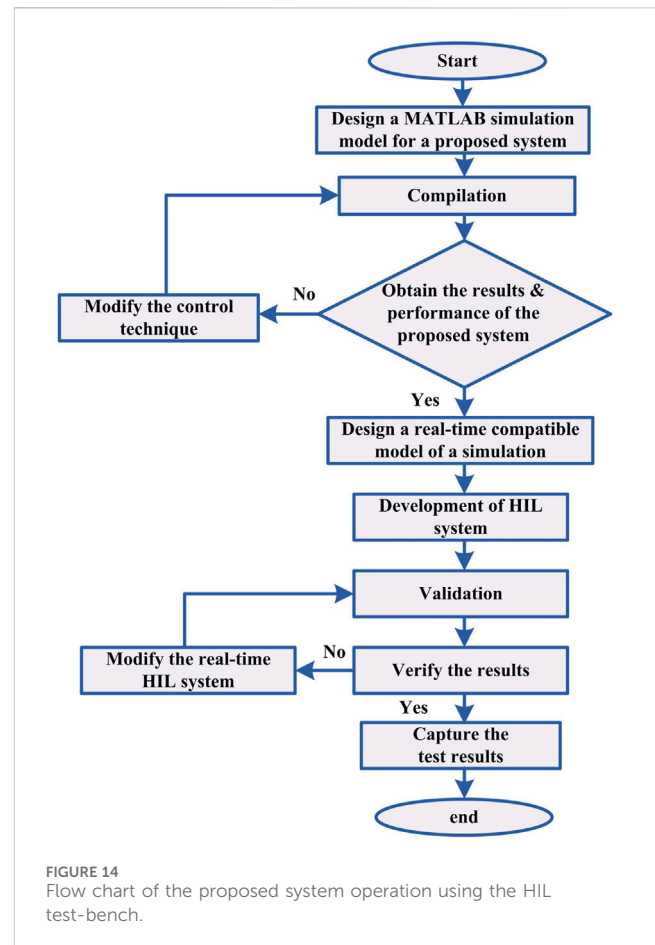 Start
Design a MATLAB simulation
model for a proposed system
Compilation
Obtain the results &
performance of the
proposed system
No
Modify the control
technique
Yes
Design a real-time compatible
model of a simulation
Development of HIL
system
Validation
Verify the results
No
Modify the real-time
HIL system
Yes
Capture the
test results
end
FIGURE 14
Flow chart of the proposed system operation using the HIL
test-bench.